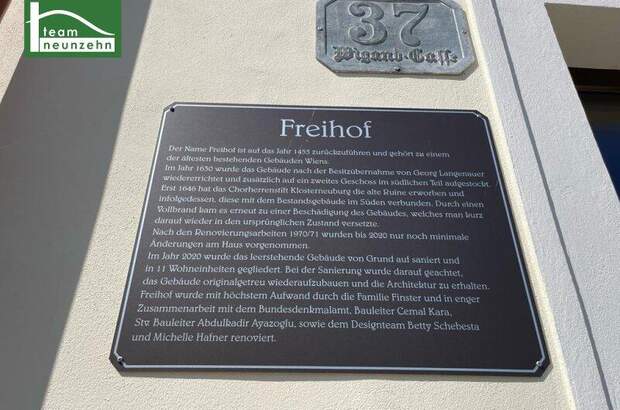 team
neunzehn
37
Wigand-Gasse
Freihof
Der Name Freihof ist auf das Jahr 1455 zurückzuführen und gehört zu einem
der ältesten bestehenden Gebäuden Wiens.
Im Jahr 1630 wurde das Gebäude nach der Besitzübernahme von Georg Langenauer
wiedererrichtet und zusätzlich auf ein zweites Geschoss im südlichen Teil aufgestockt.
Erst 1646 hat das Chorherrenstift Klosterneuburg die alte Ruine erworben und
infolgedessen, diese mit dem Bestandsgebäude im Süden verbunden. Durch einen
Vollbrand kam es erneut zu einer Beschädigung des Gebäudes, welches man kurz
darauf wieder in den ursprünglichen Zustand versetzte.
Nach den Renovierungsarbeiten 1970/71 wurden bis 2020 nur noch minimale
Änderungen am Haus vorgenommen.
Im Jahr 2020 wurde das leerstehende Gebäude von Grund auf saniert und
in 11 Wohneinheiten gegliedert. Bei der Sanierung wurde darauf geachtet,
das Gebäude originalgetreu wiederaufzubauen und die Architektur zu erhalten.
Freihof wurde mit höchstem Aufwand durch die Familie Finster und in enger
Zusammenarbeit mit dem Bundesdenkmalamt, Bauleiter Cemal Kara,
Stv. Bauleiter Abdulkadir Ayazoglu, sowie dem Designteam Betty Schebesta
und Michelle Hafner renoviert.